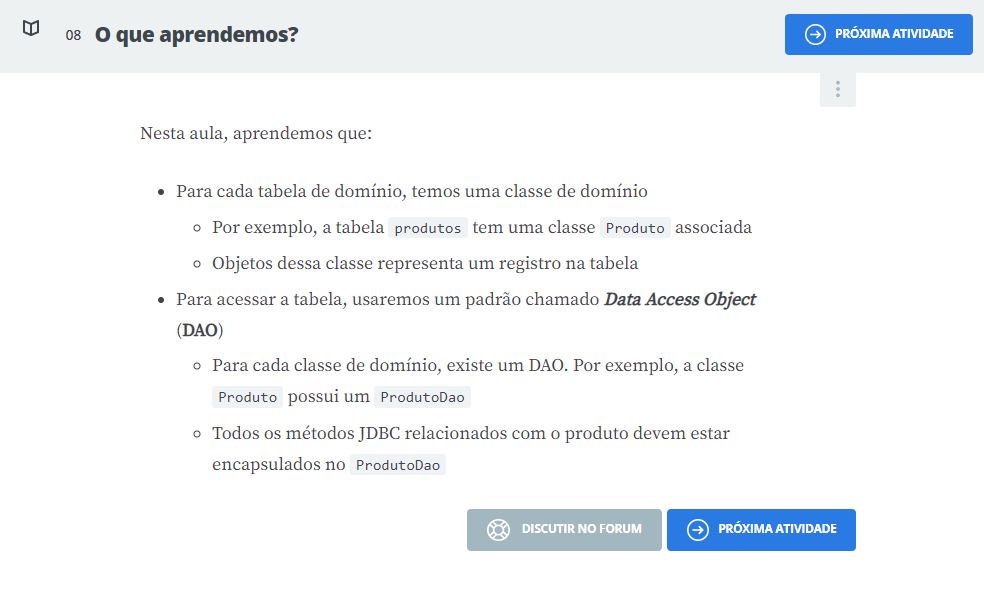 08 O que aprendemos?
PRÓXIMA ATIVIDADE
Nesta aula, aprendemos que:
Para cada tabela de domínio, temos uma classe de domínio
Por exemplo, a tabela produtos tem uma classe Produto associada
Objetos dessa classe representa um registro na tabela
Para acessar a tabela, usaremos um padrão chamado Data Access Object
(DAO)
Para cada classe de domínio, existe um DAO. Por exemplo, a classe
Produto possui um ProdutoDao
Todos os métodos JDBC relacionados com o produto devem estar
encapsulados no ProdutoDao
DISCUTIR NO FORUM
PRÓXIMA ATIVIDADE